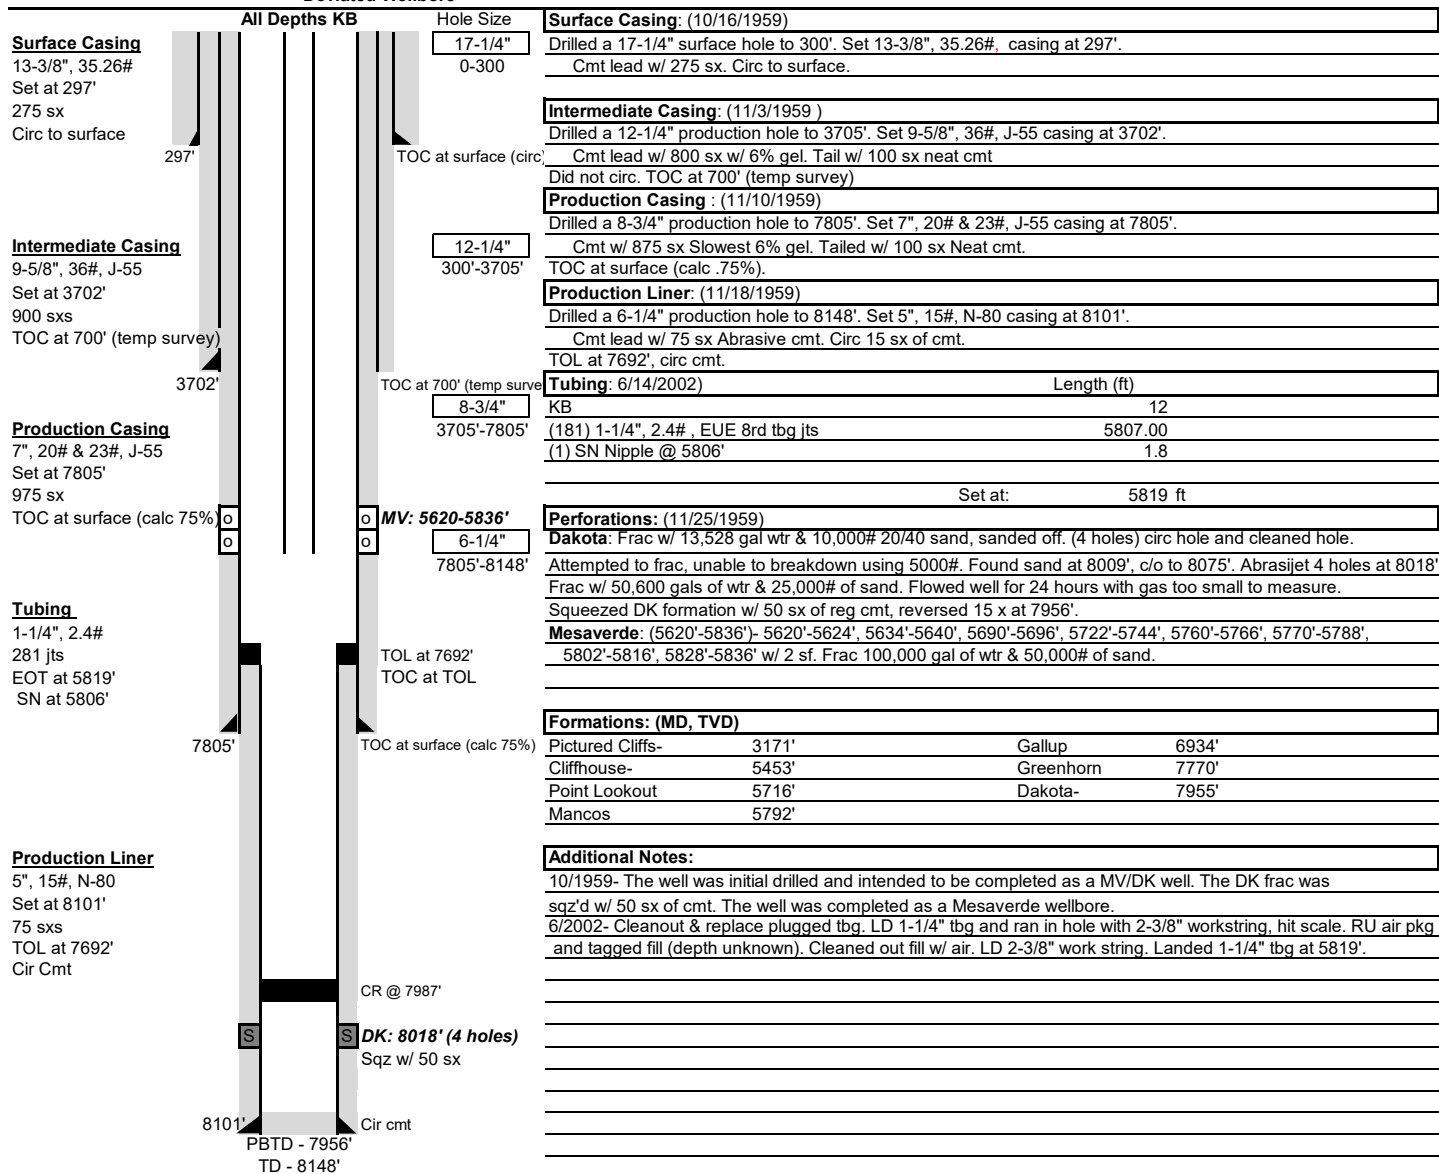 All Depths KB
Hole Size
Surface Casing
13-3/8", 35.26#
Set at 297'
275 sx
Circ to surface
297'
TOC at surface (circ)
17-1/4"
0-300
Intermediate Casing
9-5/8", 36#, J-55
Set at 3702'
900 sxs
TOC at 700' (temp survey)
3702'
TOC at 700' (temp surve
12-1/4"
300'-3705'
8-3/4"
3705'-7805'
Production Casing
7", 20# & 23#, J-55
Set at 7805'
975 sx
TOC at surface (calc 75%)
o
o
o
o
MV: 5620-5836'
6-1/4"
7805'-8148'
Tubing
1-1/4", 2.4#
281 jts
EOT at 5819'
SN at 5806'
TOL at 7692'
TOC at TOL
7805'
TOC at surface (calc 75%)
Production Liner
5", 15#, N-80
Set at 8101'
75 sxs
TOL at 7692'
Cir Cmt
CR @ 7987'
S
S
DK: 8018' (4 holes)
Sqz w/ 50 sx
8101'
Cir cmt
PBTD - 7956'
TD - 8148'
Surface Casing: (10/16/1959)
Drilled a 17-1/4" surface hole to 300'. Set 13-3/8", 35.26#, casing at 297'.
Cmt lead w/ 275 sx. Circ to surface.
Intermediate Casing: (11/3/1959 )
Drilled a 12-1/4" production hole to 3705'. Set 9-5/8", 36#, J-55 casing at 3702'.
Cmt lead w/ 800 sx w/ 6% gel. Tail w/ 100 sx neat cmt
Did not circ. TOC at 700' (temp survey)
Production Casing : (11/10/1959)
Drilled a 8-3/4" production hole to 7805'. Set 7", 20# & 23#, J-55 casing at 7805'.
Cmt w/ 875 sx Slowest 6% gel. Tailed w/ 100 sx Neat cmt.
TOC at surface (calc .75%).
Production Liner: (11/18/1959)
Drilled a 6-1/4" production hole to 8148'. Set 5", 15#, N-80 casing at 8101'.
Cmt lead w/ 75 sx Abrasive cmt. Circ 15 sx of cmt.
TOL at 7692', circ cmt.
Tubing: 6/14/2002) Length (ft)
KB 12
(181) 1-1/4", 2.4# , EUE 8rd tbg jts 5807.00
(1) SN Nipple @ 5806' 1.8
Set at: 5819 ft
Perforations: (11/25/1959)
Dakota: Frac w/ 13,528 gal wtr & 10,000# 20/40 sand, sanded off. (4 holes) circ hole and cleaned hole.
Attempted to frac, unable to breakdown using 5000#. Found sand at 8009', c/o to 8075'. Abrasijet 4 holes at 8018'
Frac w/ 50,600 gals of wtr & 25,000# of sand. Flowed well for 24 hours with gas too small to measure.
Squeezed DK formation w/ 50 sx of reg cmt, reversed 15 x at 7956'.
Mesaverde: (5620'-5836')- 5620'-5624', 5634'-5640', 5690'-5696', 5722'-5744', 5760'-5766', 5770'-5788',
5802'-5816', 5828'-5836' w/ 2 sf. Frac 100,000 gal of wtr & 50,000# of sand.
Formations: (MD, TVD)
Pictured Cliffs- 3171' Gallup 6934'
Cliffhouse- 5453' Greenhorn 7770'
Point Lookout 5716' Dakota- 7955'
Mancos 5792'
Additional Notes:
10/1959- The well was initial drilled and intended to be completed as a MV/DK well. The DK frac was
sqz'd w/ 50 sx of cmt. The well was completed as a Mesaverde wellbore.
6/2002- Cleanout & replace plugged tbg. LD 1-1/4" tbg and ran in hole with 2-3/8" workstring, hit scale. RU air pkg
and tagged fill (depth unknown). Cleaned out fill w/ air. LD 2-3/8" work string. Landed 1-1/4" tbg at 5819'.